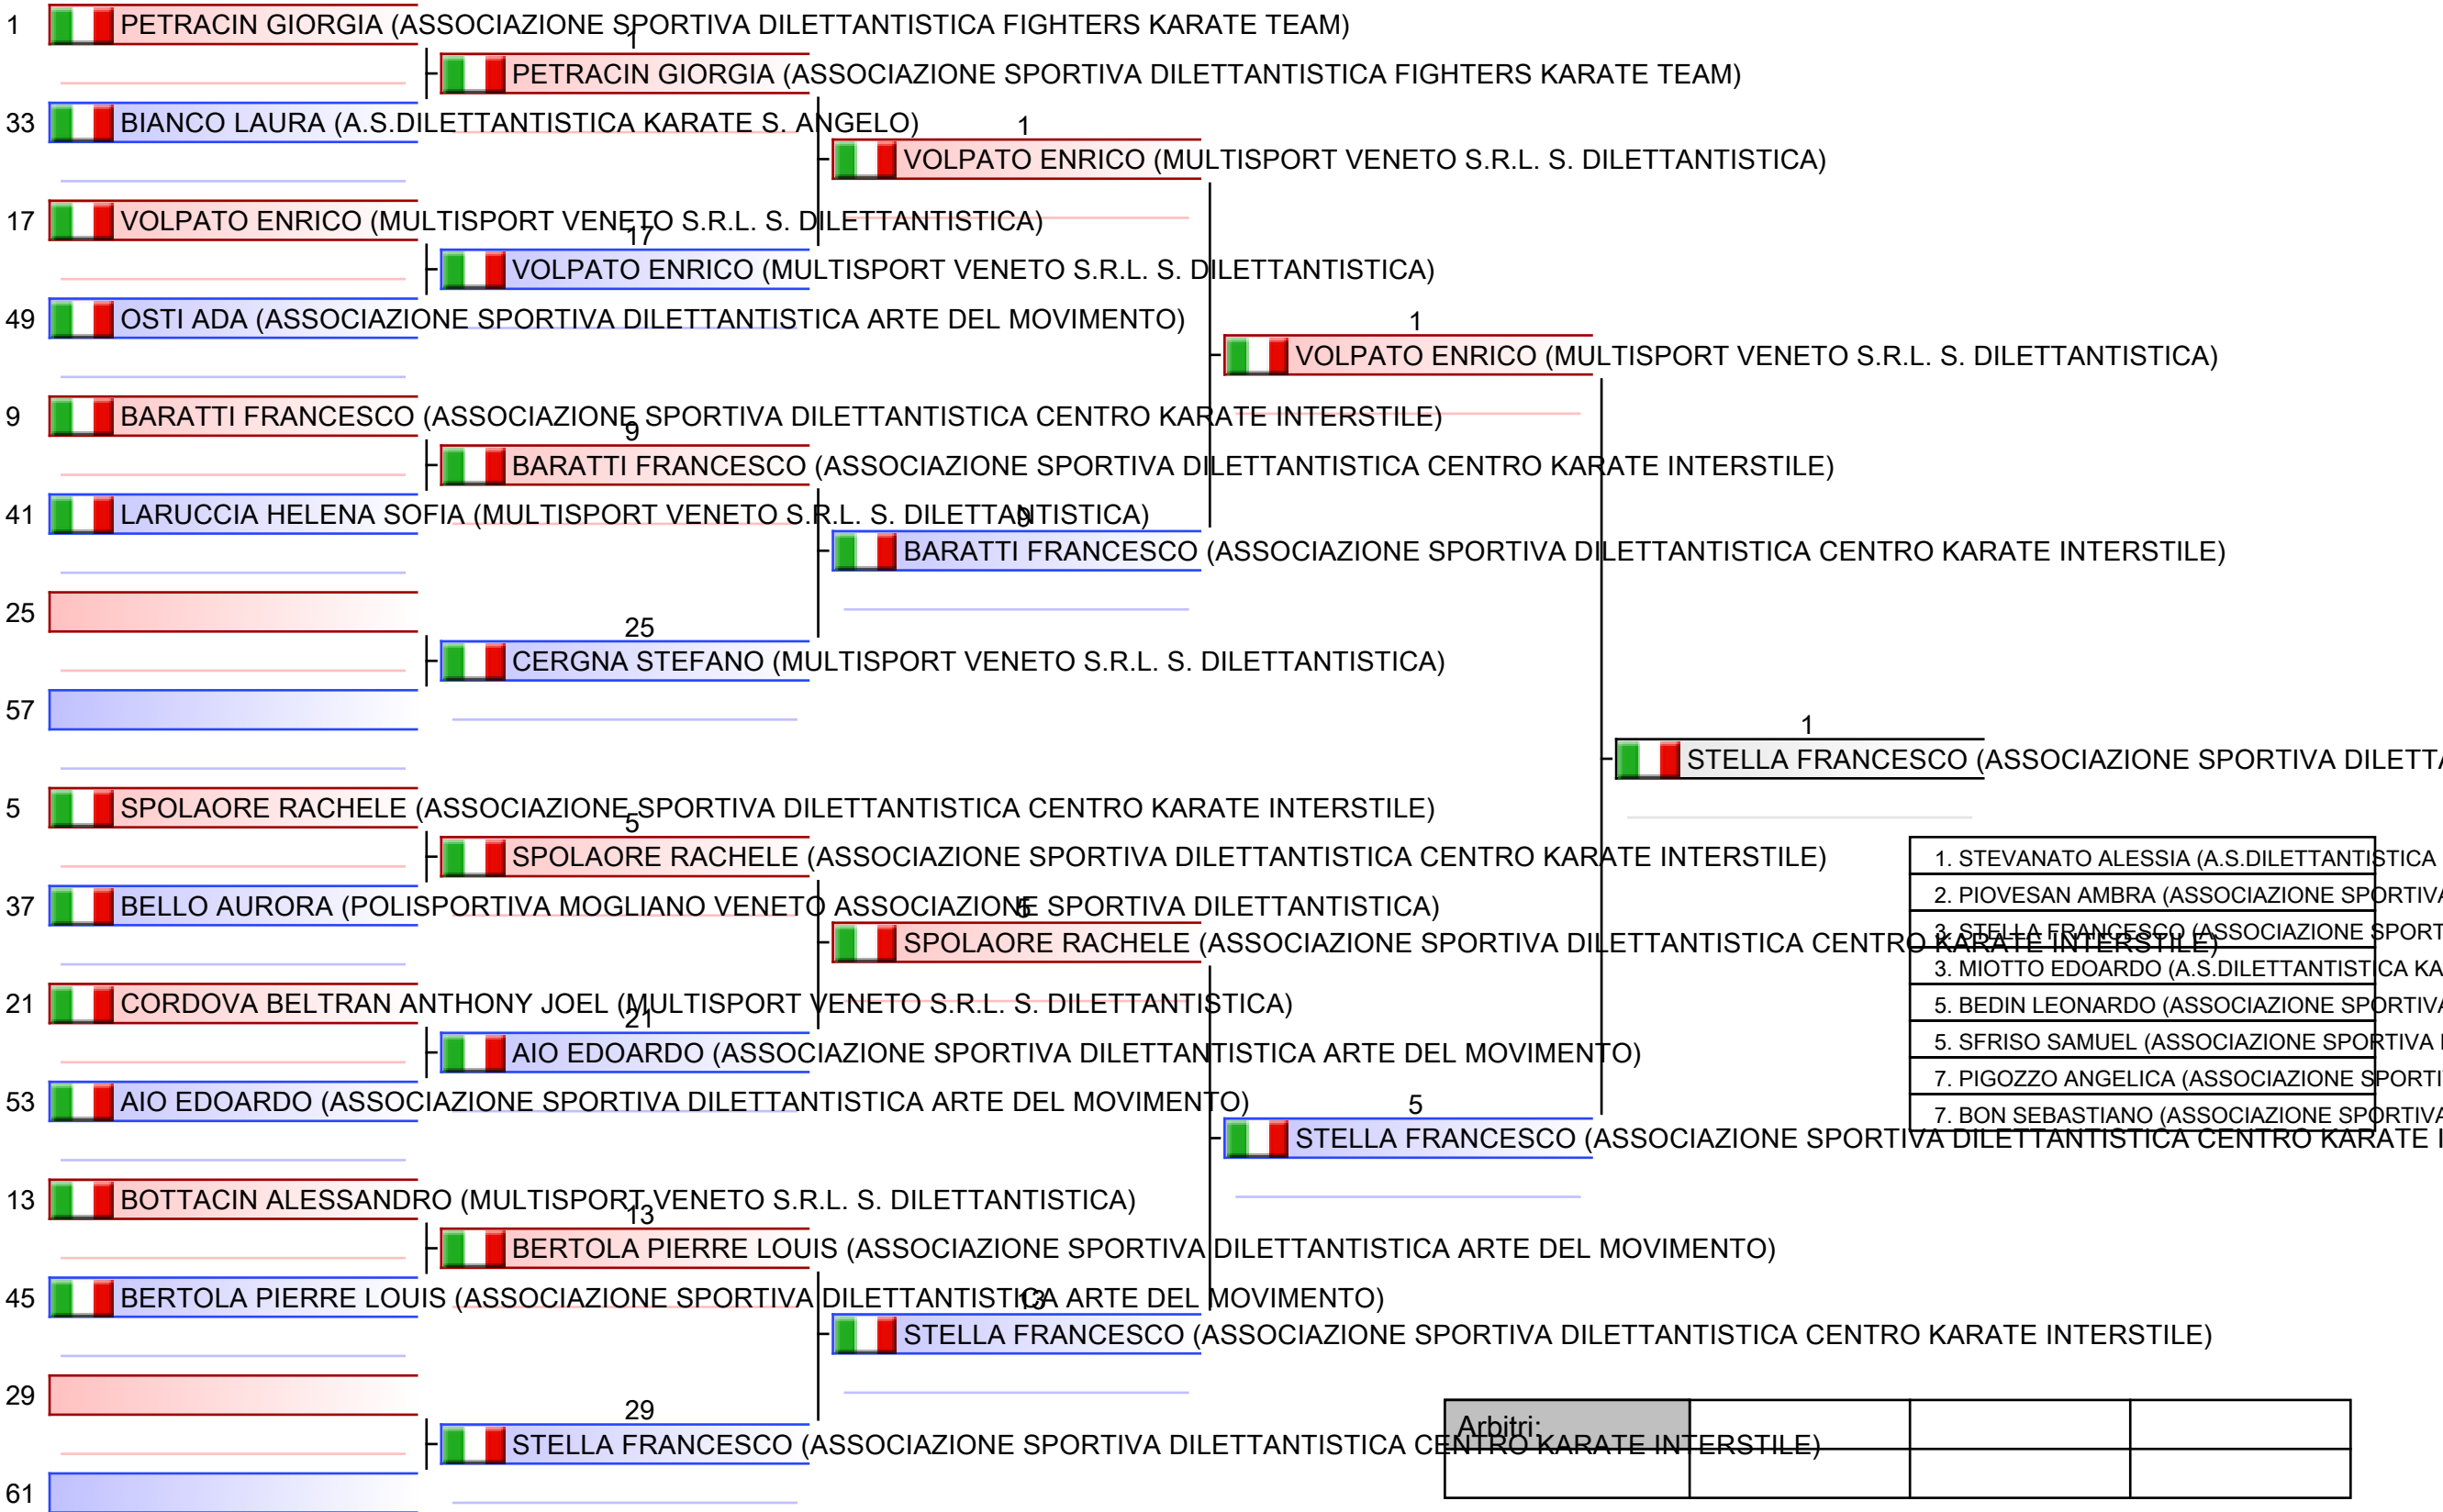 1 PETRACIN GIORGIA (ASSOCIAZIONE SPORTIVA DILETTANTISTICA FIGHTERS KARATE TEAM)
1
PETRACIN GIORGIA (ASSOCIAZIONE SPORTIVA DILETTANTISTICA FIGHTERS KARATE TEAM)
33 BIANCO LAURA (A.S.DILETTANTISTICA KARATE S. ANGELO)
1
VOLPATO ENRICO (MULTISPORT VENETO S.R.L. S. DILETTANTISTICA)
17 VOLPATO ENRICO (MULTISPORT VENETO S.R.L. S. DILETTANTISTICA)
17
VOLPATO ENRICO (MULTISPORT VENETO S.R.L. S. DILETTANTISTICA)
49 OSTI ADA (ASSOCIAZIONE SPORTIVA DILETTANTISTICA ARTE DEL MOVIMENTO)
1
VOLPATO ENRICO (MULTISPORT VENETO S.R.L. S. DILETTANTISTICA)
9 BARATTI FRANCESCO (ASSOCIAZIONE SPORTIVA DILETTANTISTICA CENTRO KARATE INTERSTILE)
9
BARATTI FRANCESCO (ASSOCIAZIONE SPORTIVA DILETTANTISTICA CENTRO KARATE INTERSTILE)
41 LARUCCIA HELENA SOFIA (MULTISPORT VENETO S.R.L. S. DILETTANTISTICA)
9
BARATTI FRANCESCO (ASSOCIAZIONE SPORTIVA DILETTANTISTICA CENTRO KARATE INTERSTILE)
25
25
CERGNA STEFANO (MULTISPORT VENETO S.R.L. S. DILETTANTISTICA)
57
1
STELLA FRANCESCO (ASSOCIAZIONE SPORTIVA DILETTA
5 SPOLAORE RACHELE (ASSOCIAZIONE SPORTIVA DILETTANTISTICA CENTRO KARATE INTERSTILE)
5
SPOLAORE RACHELE (ASSOCIAZIONE SPORTIVA DILETTANTISTICA CENTRO KARATE INTERSTILE)
1. STEVANATO ALESSIA (A.S.DILETTANTISTICA
2. PIOVESAN AMBRA (ASSOCIAZIONE SPORTIVA
37 BELLO AURORA (POLISPORTIVA MOGLIANO VENETO ASSOCIAZIONE SPORTIVA DILETTANTISTICA)
5
3. STELLA FRANCESCO (ASSOCIAZIONE SPORT
SPOLAORE RACHELE (ASSOCIAZIONE SPORTIVA DILETTANTISTICA CENTRO KARATE INTERSTILE)
3. MIOTTO EDOARDO (A.S.DILETTANTISTICA KA
21 CORDOVA BELTRAN ANTHONY JOEL (MULTISPORT VENETO S.R.L. S. DILETTANTISTICA)
5. BEDIN LEONARDO (ASSOCIAZIONE SPORTIVA
21
5. SFRISO SAMUEL (ASSOCIAZIONE SPORTIVA
AIO EDOARDO (ASSOCIAZIONE SPORTIVA DILETTANTISTICA ARTE DEL MOVIMENTO)
7. PIGOZZO ANGELICA (ASSOCIAZIONE SPORTI
53 AIO EDOARDO (ASSOCIAZIONE SPORTIVA DILETTANTISTICA ARTE DEL MOVIMENTO)
5
7. BON SEBASTIANO (ASSOCIAZIONE SPORTIVA
STELLA FRANCESCO (ASSOCIAZIONE SPORTIVA DILETTANTISTICA CENTRO KARATE I
13 BOTTACIN ALESSANDRO (MULTISPORT VENETO S.R.L. S. DILETTANTISTICA)
13
BERTOLA PIERRE LOUIS (ASSOCIAZIONE SPORTIVA DILETTANTISTICA ARTE DEL MOVIMENTO)
45 BERTOLA PIERRE LOUIS (ASSOCIAZIONE SPORTIVA DILETTANTISTICA ARTE DEL MOVIMENTO)
13
STELLA FRANCESCO (ASSOCIAZIONE SPORTIVA DILETTANTISTICA CENTRO KARATE INTERSTILE)
29
29
Arbitri:
STELLA FRANCESCO (ASSOCIAZIONE SPORTIVA DILETTANTISTICA CENTRO KARATE INTERSTILE)
61